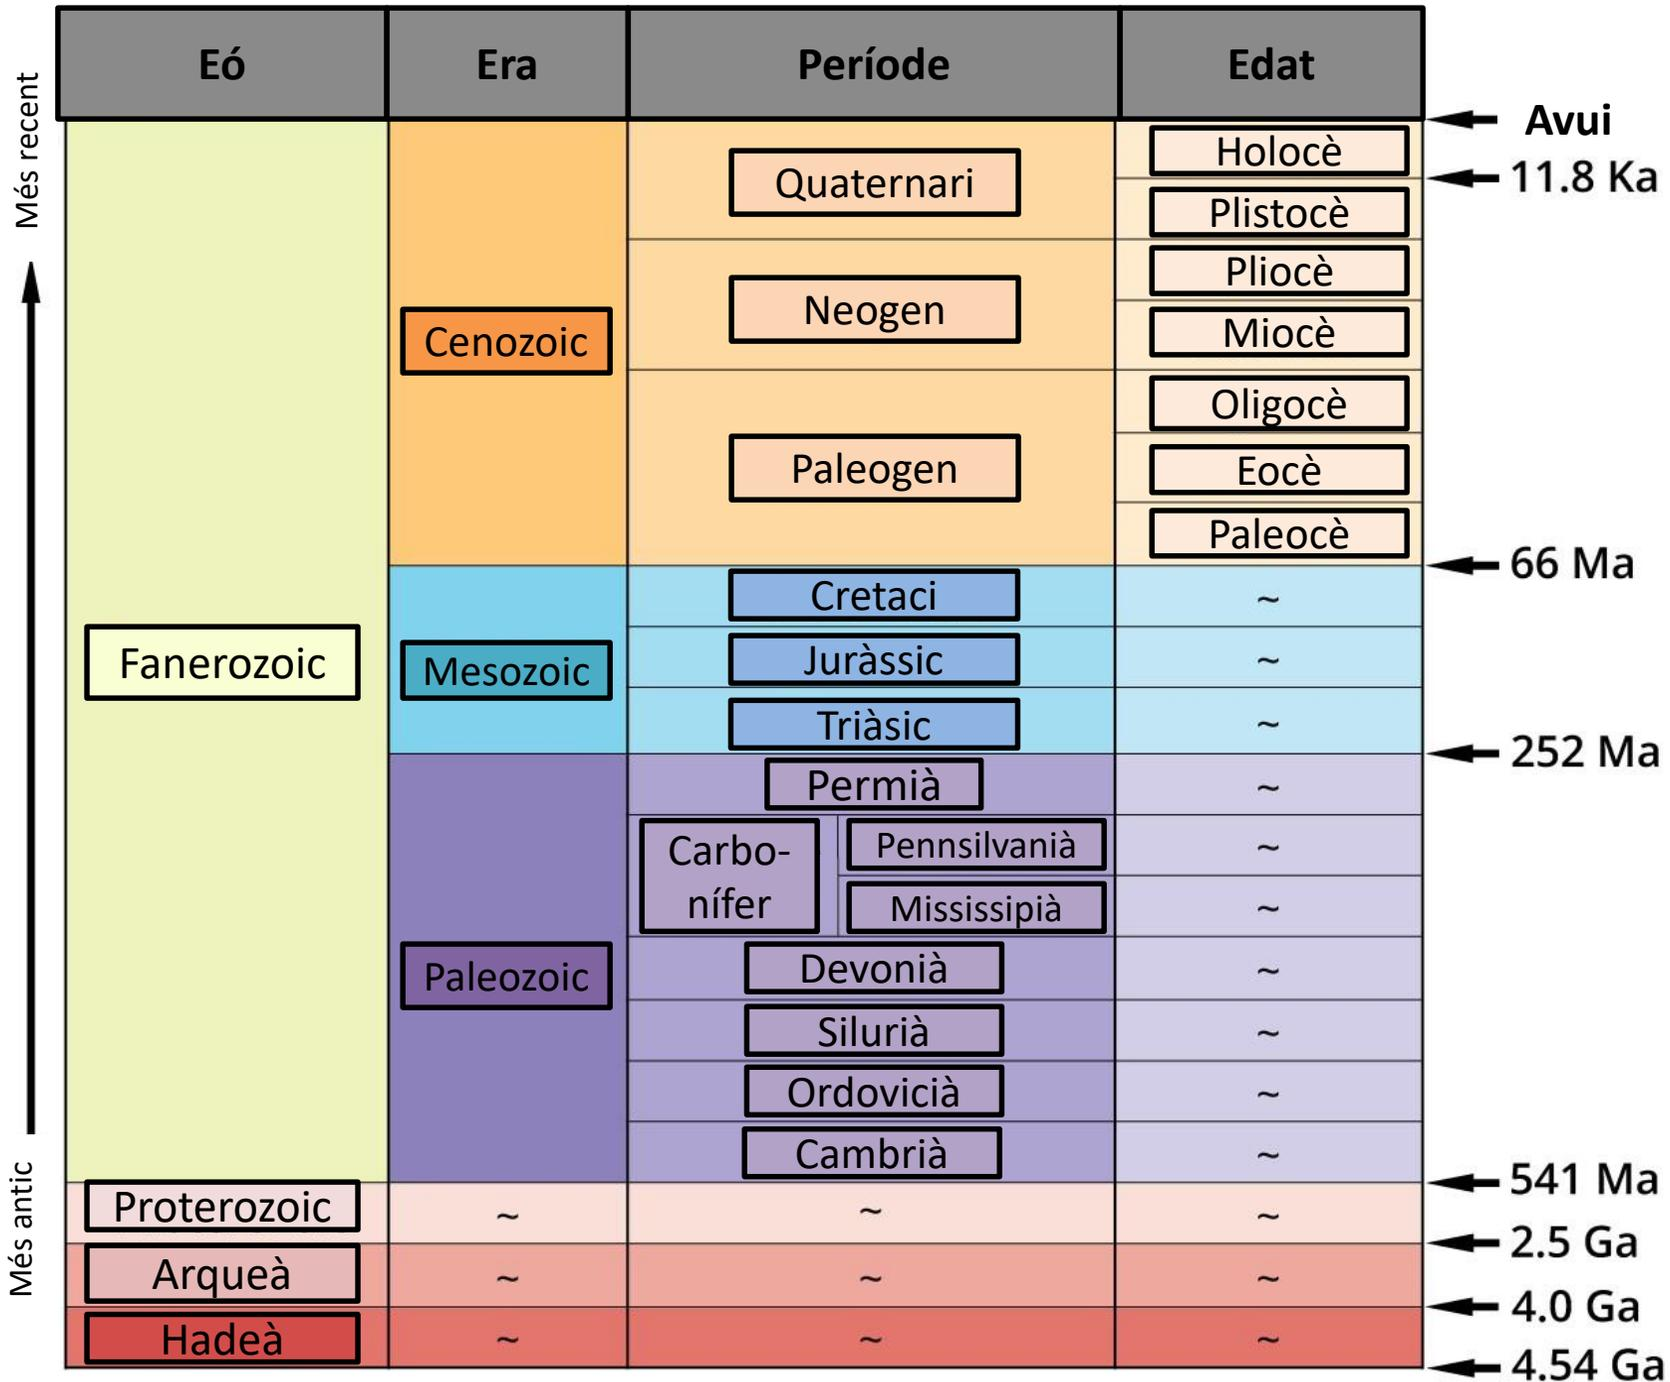 Eó
Era
Període
Edat
Més recent
Més antic
Avui
Fanerozoic
Cenozoic
Quaternari
Holocè
11.8 Ka
Plistocè
Neogen
Pliocè
Miocè
Paleogen
Oligocè
Eocè
Paleocè
66 Ma
Mesozoic
Cretaci
~
Juràssic
~
Triàsic
~
252 Ma
Paleozoic
Permià
~
Carbo-
nífer
Pennsilvanià
~
Mississipià
~
Devonià
~
Silurià
~
Ordovicià
~
Cambrià
~
541 Ma
Proterozoic
~
~
~
2.5 Ga
Arqueà
~
~
~
4.0 Ga
Hadeà
~
~
~
4.54 Ga